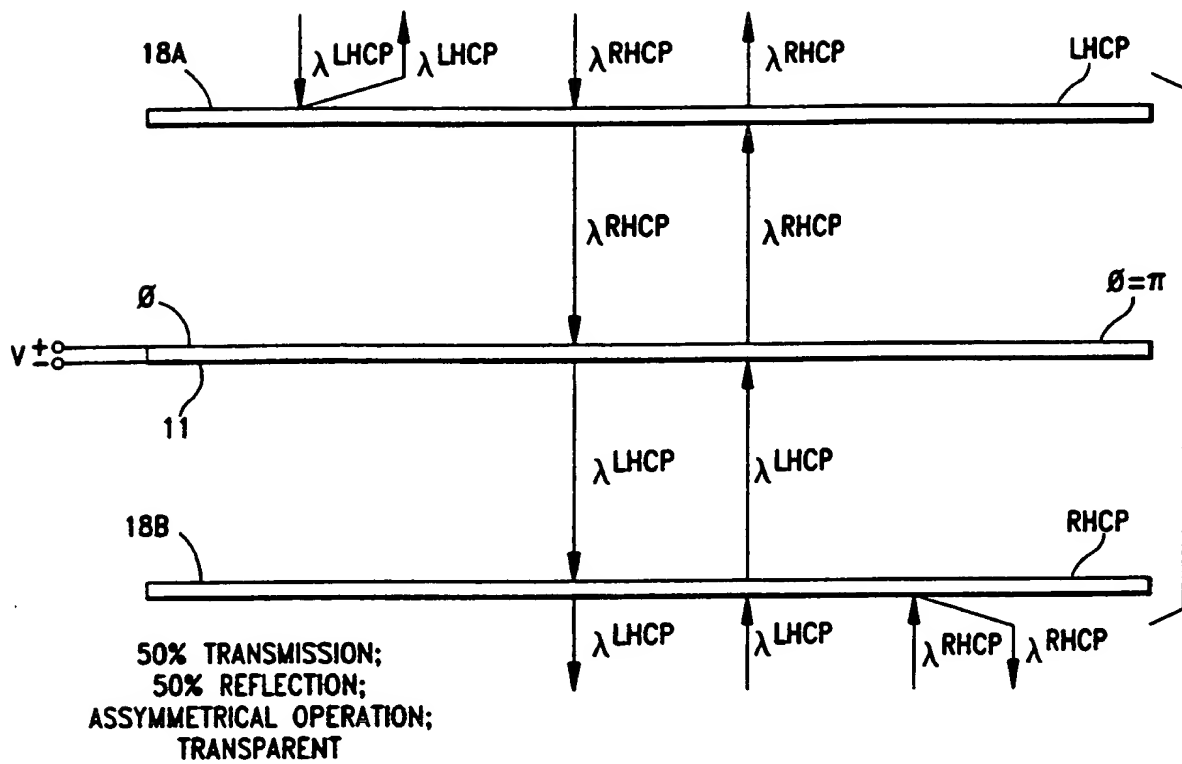 18A
λLHCP
λLHCP
λRHCP
λRHCP
LHCP
λRHCP
λRHCP
Ø
Ø=π
V + -
11
λLHCP
λLHCP
18B
RHCP
λLHCP
λLHCP
λRHCP
λRHCP
50% TRANSMISSION;
50% REFLECTION;
ASSYMMETRICAL OPERATION;
TRANSPARENT